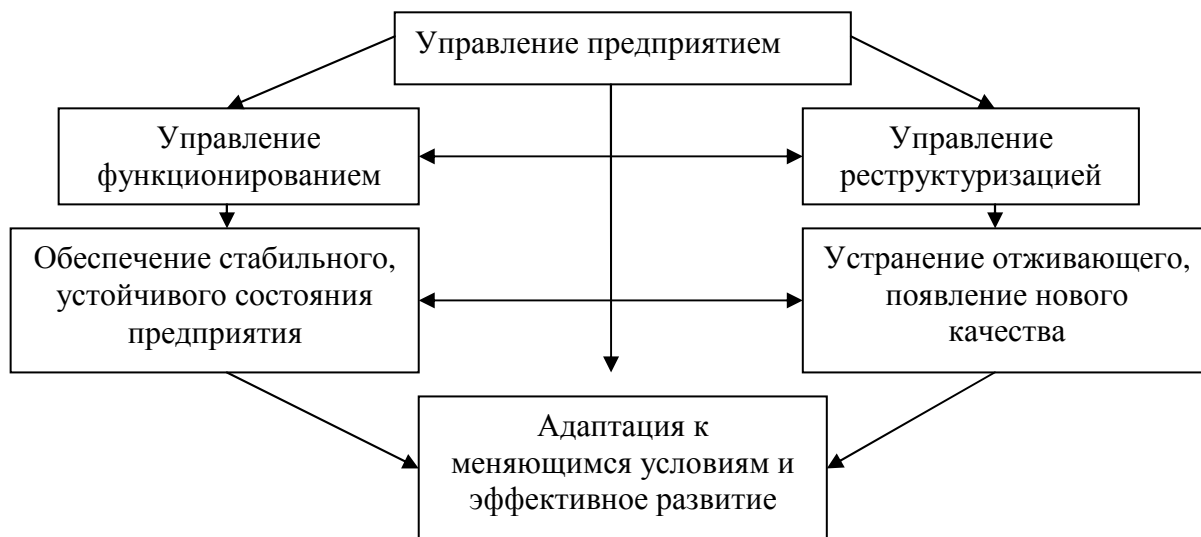 Управление предприятием
Управление
функционированием
Управление
реструктуризацией
Обеспечение стабильного,
устойчивого состояния
предприятия
Устранение отживающего,
появление нового
качества
Адаптация к
меняющимся условиям и
эффективное развитие